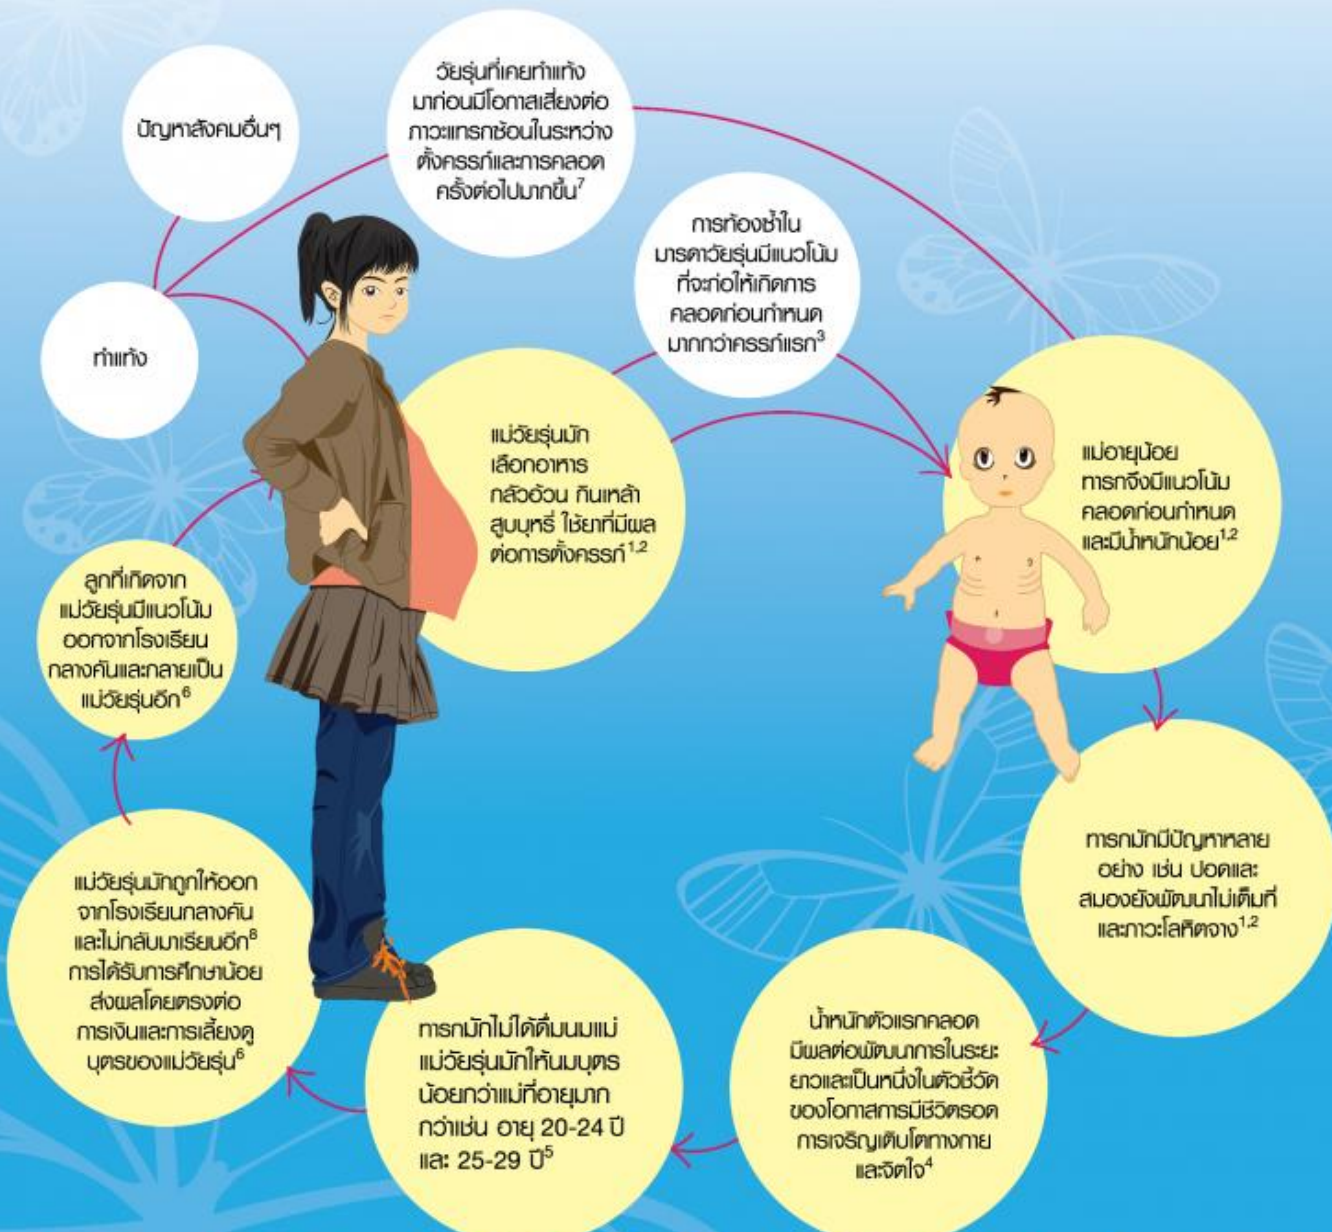 วัยรุ่นที่เคยทำแท้ง
มาก่อนมีโอกาสเสี่ยงต่อ
ภาวะแทรกซ้อนในระหว่าง
ตั้งครรภ์และการคลอด
ครั้งต่อไปมากขึ้น⁷
ปัญหาสังคมอื่นๆ
การท้องซ้ำใน
มารดาวัยรุ่นมีแนวโน้ม
ที่จะก่อให้เกิดการ
คลอดก่อนกำหนด
มากกว่าครรภ์แรก³
ทำแท้ง
แม่วัยรุ่นมัก
เลือกอาหาร
กลัวอ้วน กินเหล้า
สูบบุหรี่ ใช้ยาที่มีผล
ต่อการตั้งครรภ์¹,²
แม่อายุน้อย
ทารกจึงมีแนวโน้ม
คลอดก่อนกำหนด
และมีน้ำหนักน้อย¹,²
ลูกที่เกิดจาก
แม่วัยรุ่นมีแนวโน้ม
ออกจากโรงเรียน
กลางคันและกลายเป็น
แม่วัยรุ่นอีก⁶
ทารกมักมีปัญหาหลาย
อย่าง เช่น ปอดและ
สมองยังพัฒนาไม่เต็มที่
และภาวะโลหิตจาง¹,²
แม่วัยรุ่นมักถูกให้ออก
จากโรงเรียนกลางคัน
และไม่กลับมาเรียนอีก⁸
การได้รับการศึกษาน้อย
ส่งผลโดยตรงต่อ
การเงินและการเลี้ยงดู
บุตรของแม่วัยรุ่น⁶
ทารกมักไม่ได้ดื่มนมแม่
แม่วัยรุ่นมักให้นมบุตร
น้อยกว่าแม่ที่อายุมาก
กว่าเช่น อายุ 20-24 ปี
และ 25-29 ปี⁵
น้ำหนักตัวแรกคลอด
มีผลต่อพัฒนาการในระยะ
ยาวและเป็นหนึ่งในตัวชี้วัด
ของโอกาสการมีชีวิตรอด
การเจริญเติบโตทางกาย
และจิตใจ⁴